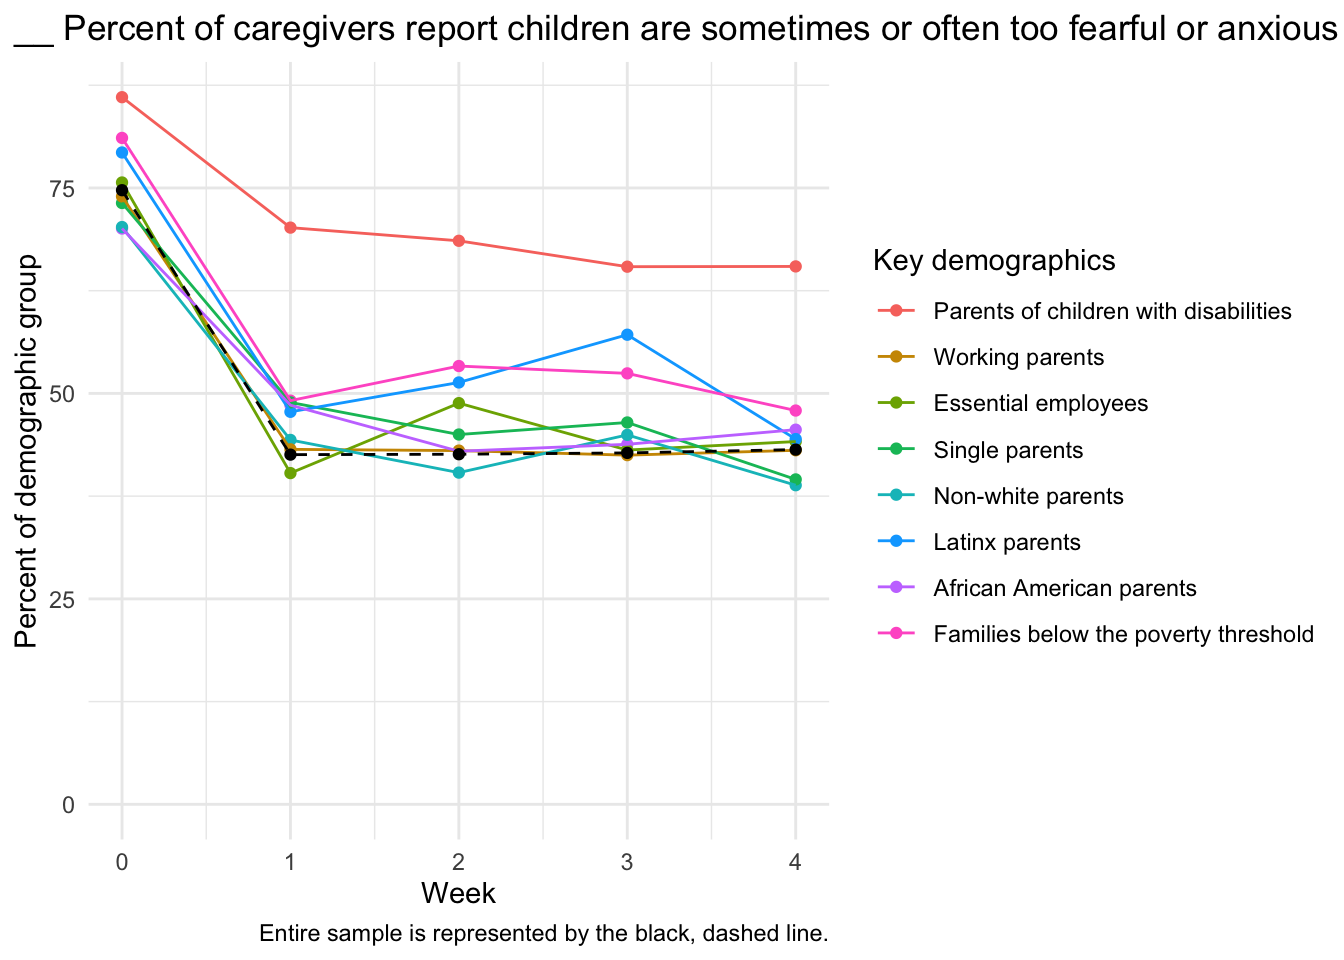 __ Percent of caregivers report children are sometimes or often too fearful or anxious
Percent of demographic group
75
50
25
0
0 1 2 3 4
Week
Entire sample is represented by the black, dashed line.
Key demographics
Parents of children with disabilities
Working parents
Essential employees
Single parents
Non-white parents
Latinx parents
African American parents
Families below the poverty threshold